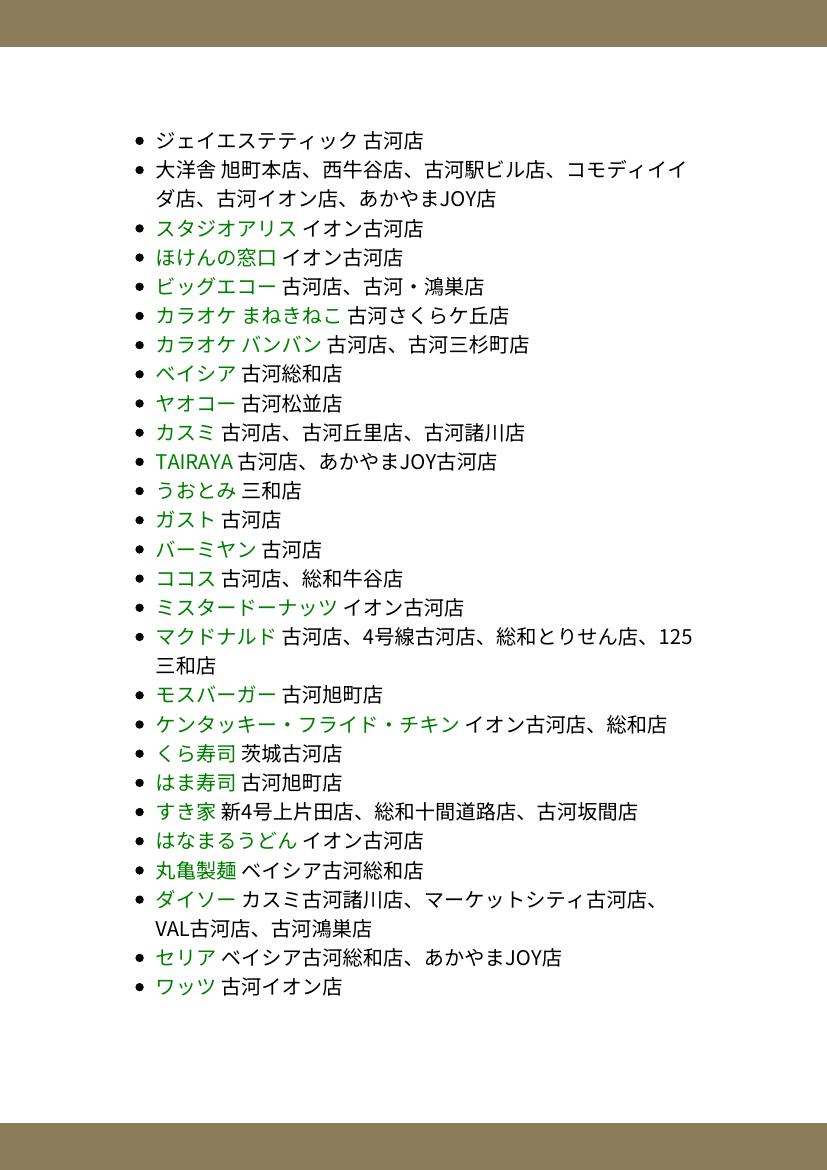 • ジェイエステティック 古河店
• 大洋舎 旭町本店、西牛谷店、古河駅ビル店、コモディイイ
ダ店、古河イオン店、あかやまJOY店
• スタジオアリス イオン古河店
• ほけんの窓口 イオン古河店
• ビッグエコー 古河店、古河・鴻巣店
• カラオケ まねきねこ 古河さくらケ丘店
• カラオケ バンバン 古河店、古河三杉町店
• ベイシア 古河総和店
• ヤオコー 古河松並店
• カスミ 古河店、古河丘里店、古河諸川店
• TAIRAYA 古河店、あかやまJOY古河店
• うおとみ 三和店
• ガスト 古河店
• バーミヤン 古河店
• ココス 古河店、総和牛谷店
• ミスタードーナッツ イオン古河店
• マクドナルド 古河店、4号線古河店、総和とりせん店、125
三和店
• モスバーガー 古河旭町店
• ケンタッキー・フライド・チキン イオン古河店、総和店
• くら寿司 茨城古河店
• はま寿司 古河旭町店
• すき家 新4号上片田店、総和十間道路店、古河坂間店
• はなまるうどん イオン古河店
• 丸亀製麺 ベイシア古河総和店
• ダイソー カスミ古河諸川店、マーケットシティ古河店、
VAL古河店、古河鴻巣店
• セリア ベイシア古河総和店、あかやまJOY店
• ワッツ 古河イオン店